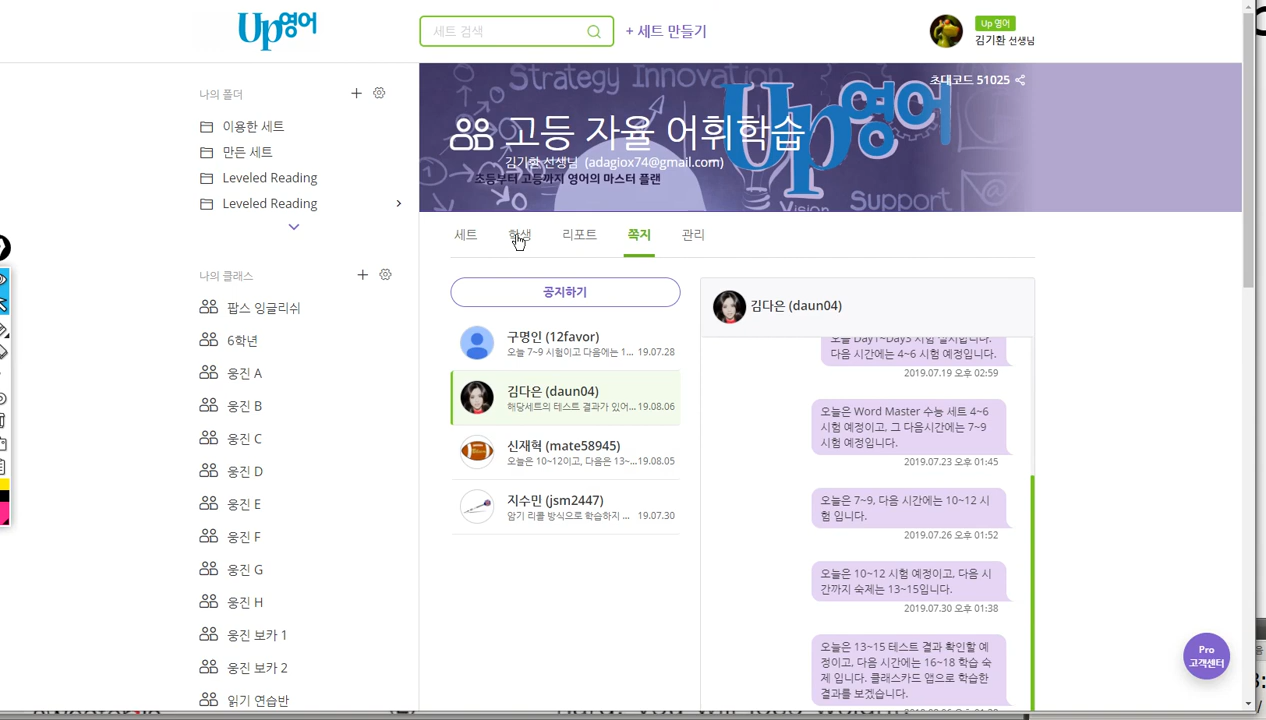 Up영어
세트 검색
+ 세트 만들기
Up 영어
김기환 선생님
나의 폴더
이용한 세트
만든 세트
Leveled Reading
Leveled Reading
나의 클래스
팝스 잉글리쉬
6학년
웅진 A
웅진 B
웅진 C
웅진 D
웅진 E
웅진 F
웅진 G
웅진 H
웅진 보카 1
웅진 보카 2
읽기 연습반
Strategy Innovation
초대코드 51025
Up영어
고등 자율 어휘학습
김기환 선생님 (adagiox74@gmail.com)
초등부터 고등까지 영어의 마스터 플랜
Support
Vision
세트 학생 리포트 쪽지 관리
공지하기
구명인 (12favor)
오늘 7~9 시험이고 다음에는 1... 19.07.28
김다은 (daun04)
해당세트의 테스트 결과가 있어... 19.08.06
신재혁 (mate58945)
오늘은 10~12이고, 다음은 13~... 19.08.05
지수민 (jsm2447)
암기 리콜 방식으로 학습하지 ... 19.07.30
김다은 (daun04)
오늘 Day1~Day3 시험 실시합니다.
다음 시간에는 4~6 시험 예정입니다.
2019.07.19 오후 02:59
오늘은 Word Master 수능 세트 4~6
시험 예정이고, 그 다음시간에는 7~9
시험 예정입니다.
2019.07.23 오후 01:45
오늘은 7~9, 다음 시간에는 10~12 시
험 입니다.
2019.07.26 오후 01:52
오늘은 10~12 시험 예정이고, 다음 시
간까지 숙제는 13~15입니다.
2019.07.30 오후 01:38
오늘은 13~15 테스트 결과 확인할 예
정이고, 다음 시간에는 16~18 학습 숙
제 입니다. 클래스카드 앱으로 학습한
결과를 보겠습니다.
Pro
고객센터